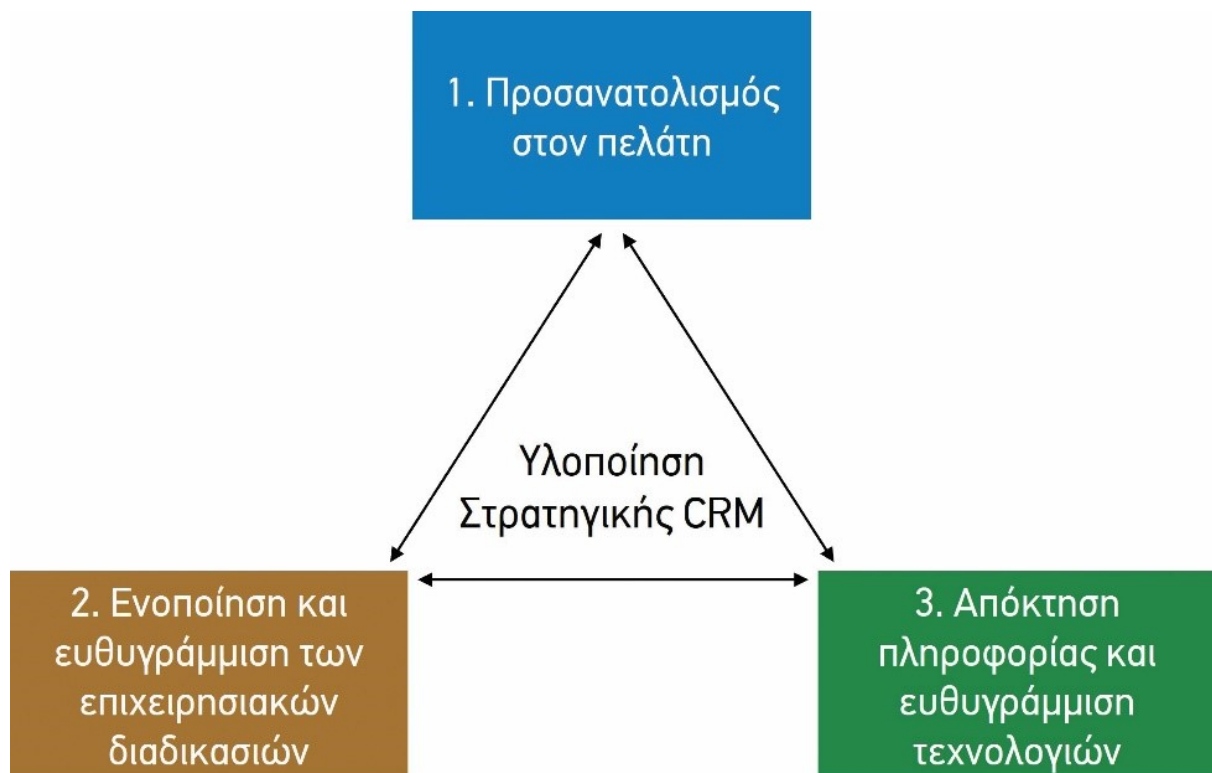 1. Προσανατολισμός
στον πελάτη
Υλοποίηση
Στρατηγικής CRM
2. Ενοποίηση και
ευθυγράμμιση των
επιχειρησιακών
διαδικασιών
3. Απόκτηση
πληροφορίας και
ευθυγράμμιση
τεχνολογιών